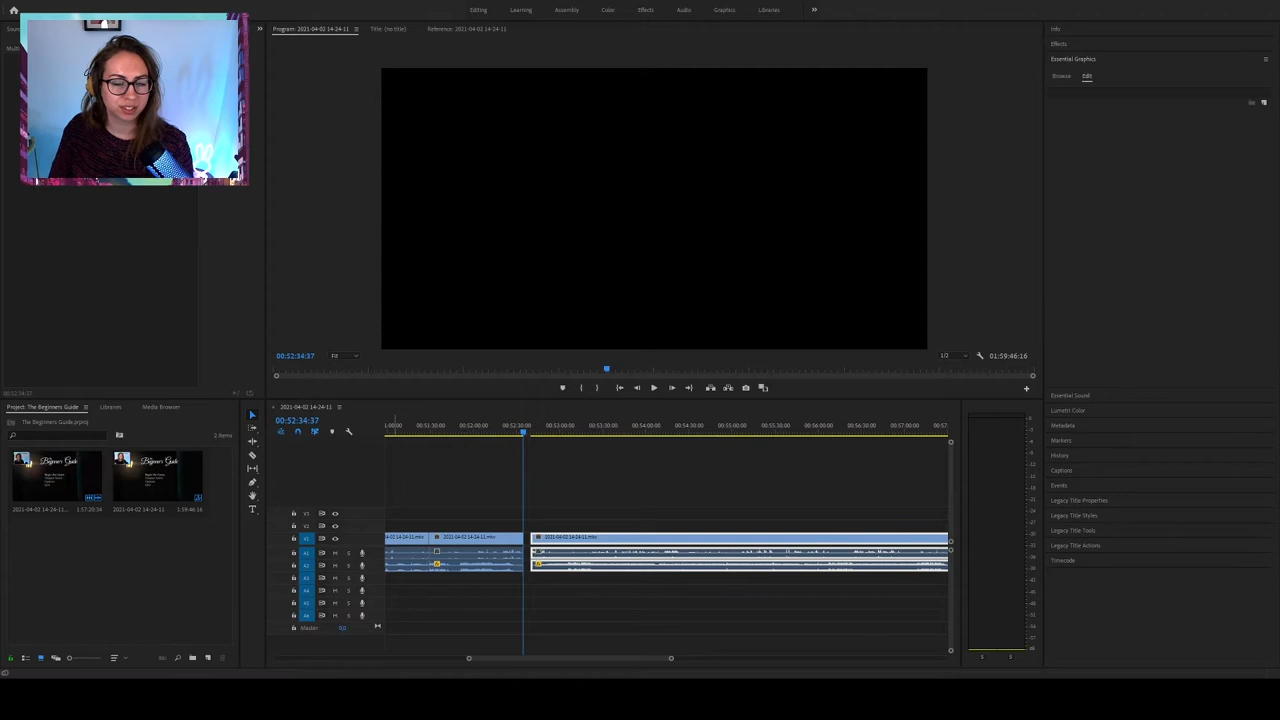 Editing Learning Assembly Color Effects Audio Graphics Libraries
Program: 2021-04-02 14-24-11 Title: (no title) Reference: 2021-04-02 14-24-11
Info
Effects
Essential Graphics
Browse Edit
00:52:34:37 Fit 1/2 01:59:46:16
00:52:34:37
Project: The Beginners Guide Libraries Media Browser
The Beginners Guide.prproj
2 Items
Beginners Guide
Beginners Guide
2021-04-02 14-24-11... 1:57:20:34 2021-04-02 14-24-11 1:59:46:16
2021-04-02 14-24-11
00:52:34:37
1:00:00 00:51:30:00 00:52:00:00 00:52:30:00 00:53:00:00 00:53:30:00 00:54:00:00 00:54:30:00 00:55:00:00 00:55:30:00 00:56:00:00 00:56:30:00 00:57:00:00 00:57
V3
V2
V1
4-02 14-24-11.mkv 2021-04-02 14-24-11.mkv 2021-04-02 14-24-11.mkv
A1 M S
A2 M S
A3 M S
A4 M S
A5 M S
A6 M S
Master 0,0
S S
Essential Sound
Lumetri Color
Metadata
Markers
History
Captions
Events
Legacy Title Properties
Legacy Title Styles
Legacy Title Tools
Legacy Title Actions
Timecode